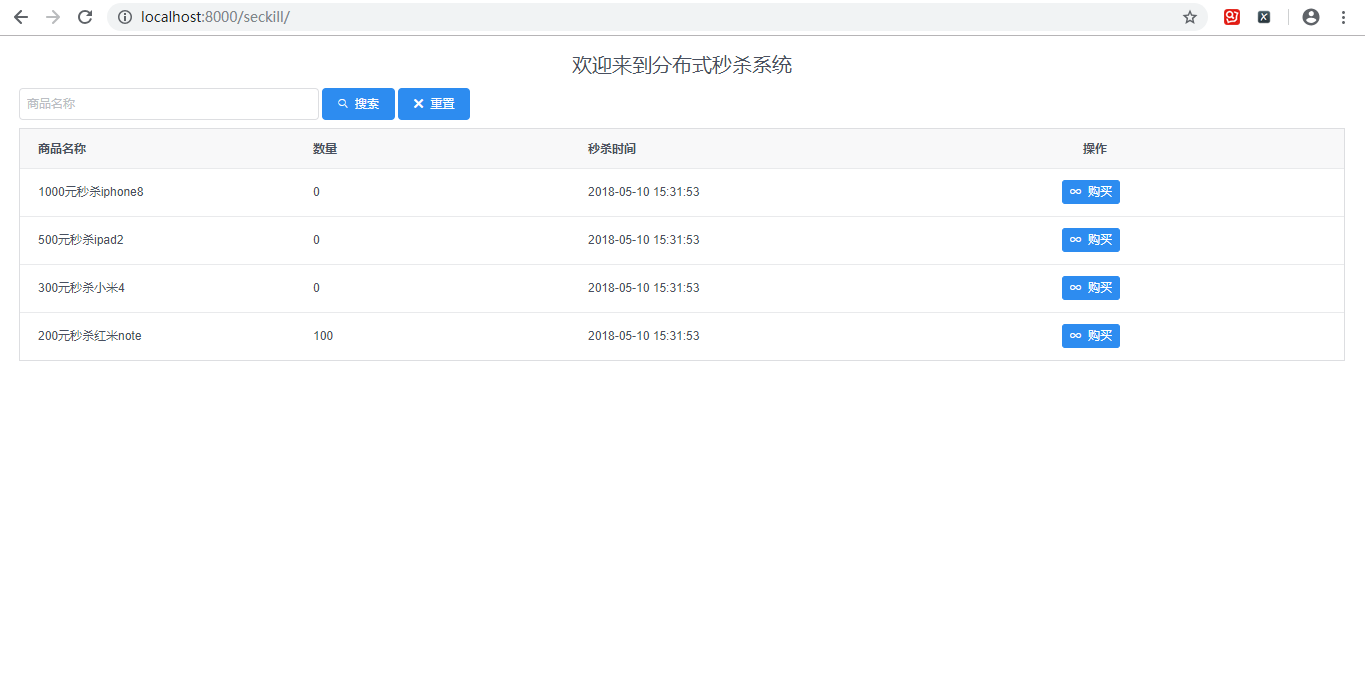 localhost:8000/seckill/
欢迎来到分布式秒杀系统
商品名称 搜索 重置
商品名称 数量 秒杀时间 操作
1000元秒杀iphone8 0 2018-05-10 15:31:53 购买
500元秒杀ipad2 0 2018-05-10 15:31:53 购买
300元秒杀小米4 0 2018-05-10 15:31:53 购买
200元秒杀红米note 100 2018-05-10 15:31:53 购买